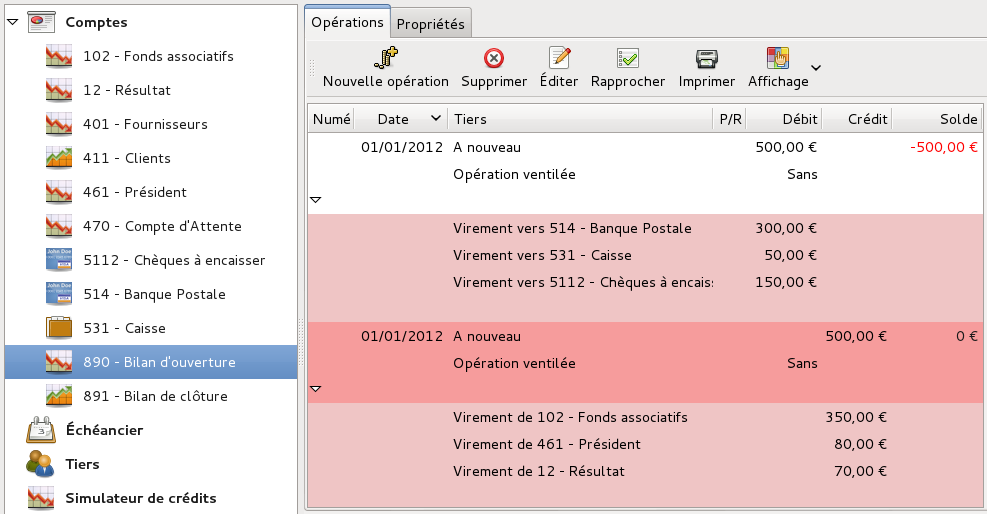 Comptes
102 - Fonds associatifs
12 - Résultat
401 - Fournisseurs
411 - Clients
461 - Président
470 - Compte d'Attente
5112 - Chèques à encaisser
514 - Banque Postale
531 - Caisse
890 - Bilan d'ouverture
891 - Bilan de clôture
Échéancier
Tiers
Simulateur de crédits
Opérations Propriétés
Nouvelle opération Supprimer Éditer Rapprocher Imprimer Affichage
Numé Date Tiers P/R Débit Crédit Solde
01/01/2012 A nouveau 500,00 € -500,00 €
Opération ventilée Sans
Virement vers 514 - Banque Postale 300,00 €
Virement vers 531 - Caisse 50,00 €
Virement vers 5112 - Chèques à encais: 150,00 €
01/01/2012 A nouveau 500,00 € 0 €
Opération ventilée Sans
Virement de 102 - Fonds associatifs 350,00 €
Virement de 461 - Président 80,00 €
Virement de 12 - Résultat 70,00 €